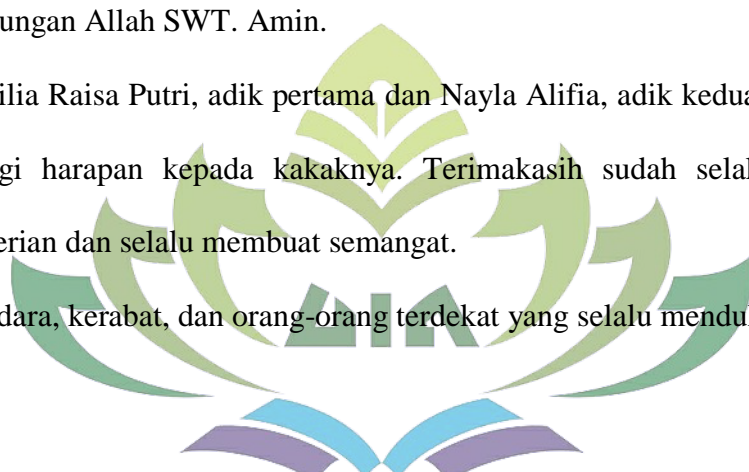 ungan Allah SWT. Amin.
ilia Raisa Putri, adik pertama dan Nayla Alifia, adik kedua
gi harapan kepada kakaknya. Terimakasih sudah selal
erian dan selalu membuat semangat.
dara, kerabat, dan orang-orang terdekat yang selalu mendu
UIN